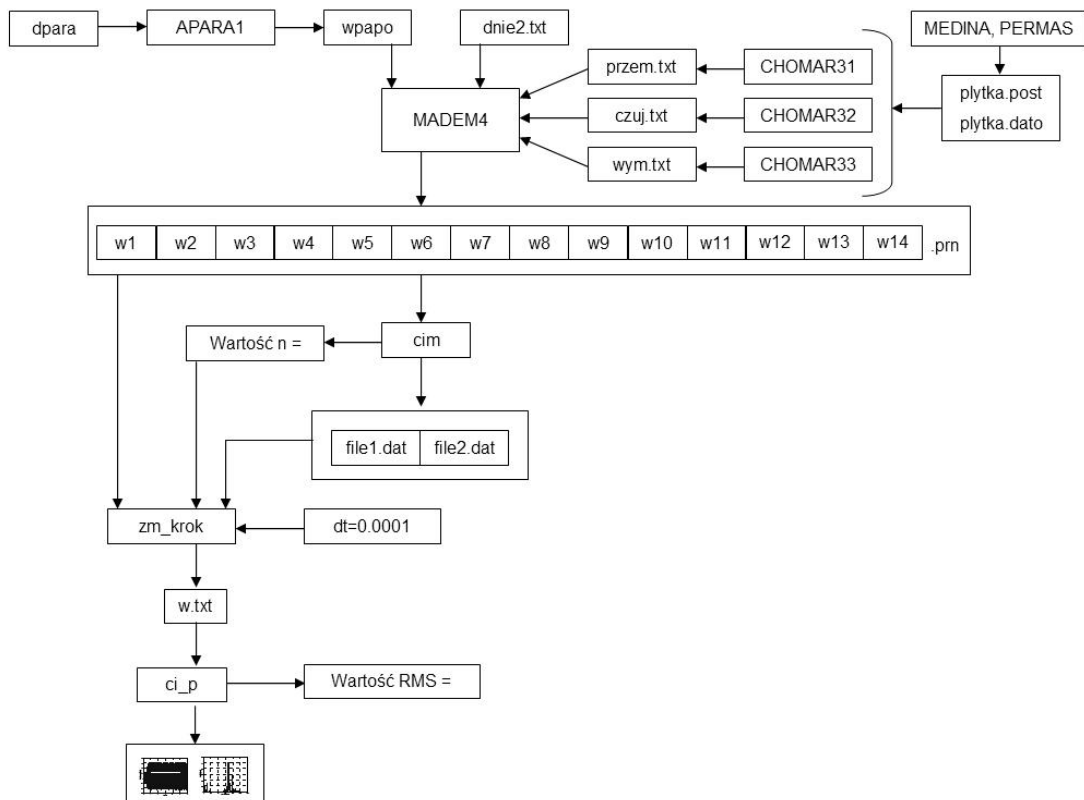 dpara
APARA1
wpapo
dnie2.txt
MEDINA, PERMAS
przem.txt
CHOMAR31
plytka.post
plytka.dato
MADEM4
czuj.txt
CHOMAR32
wym.txt
CHOMAR33
w1 w2 w3 w4 w5 w6 w7 w8 w9 w10 w11 w12 w13 w14 .prn
Wartość n =
cim
file1.dat file2.dat
zm_krok
dt=0.0001
w.txt
ci_p
Wartość RMS =